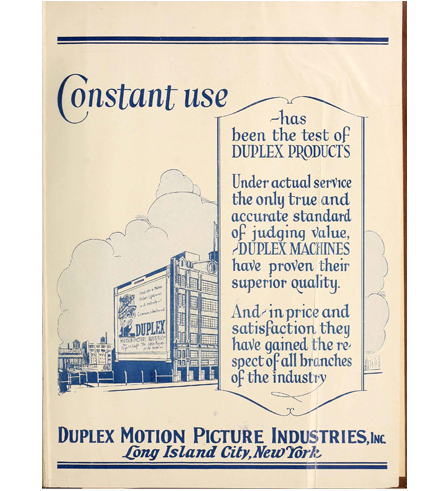 Constant use
-has
been the test of
DUPLEX PRODUCTS
Under actual service
the only true and
accurate standard
of judging value,
-DUPLEX MACHINES
have proven their
superior quality.
And-in price and
satisfaction they
have gained the re-
spect of all branches
of the industry
DUPLEX
DUPLEX MOTION PICTURE INDUSTRIES, INC.
Long Island City, New York